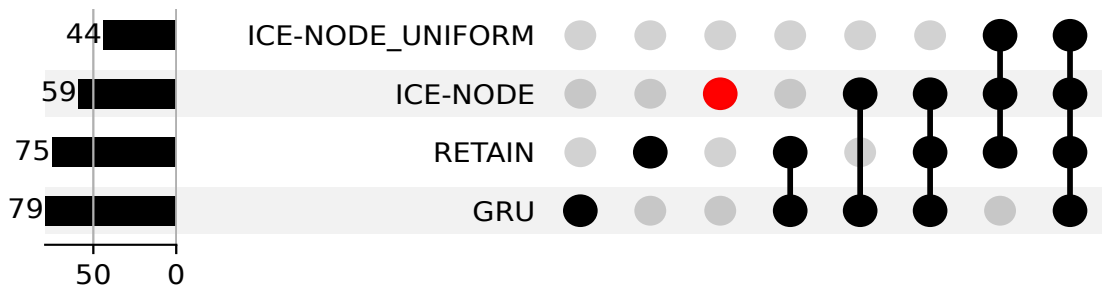 44 ICE-NODE_UNIFORM
59 ICE-NODE
75 RETAIN
79 GRU
50 0